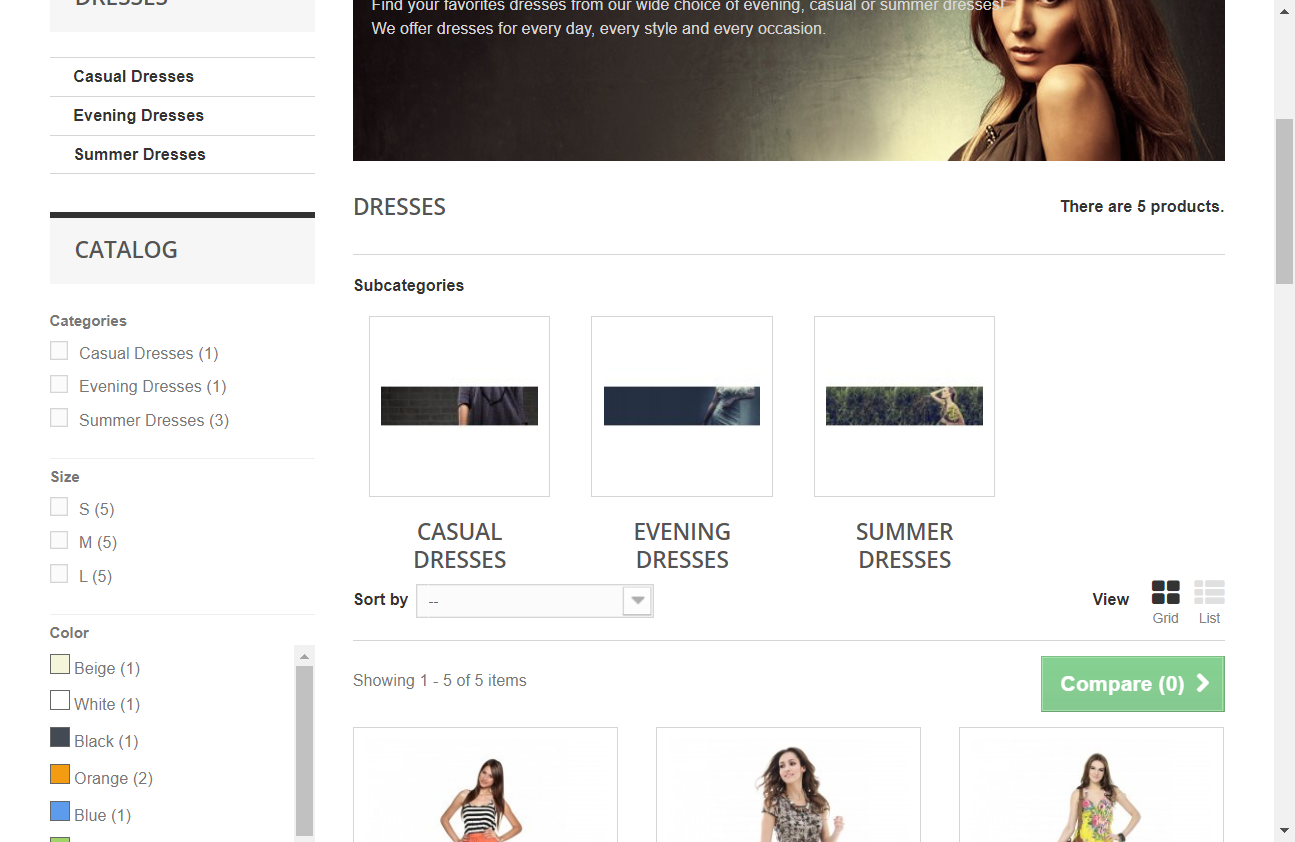 DRESSES
Casual Dresses
Evening Dresses
Summer Dresses
CATALOG
Categories
Casual Dresses (1)
Evening Dresses (1)
Summer Dresses (3)
Size
S (5)
M (5)
L (5)
Color
Beige (1)
White (1)
Black (1)
Orange (2)
Blue (1)
Find your favorites dresses from our wide choice of evening, casual or summer dresses!
We offer dresses for every day, every style and every occasion.
DRESSES
There are 5 products.
Subcategories
CASUAL
DRESSES
EVENING
DRESSES
SUMMER
DRESSES
Sort by
--
View
Grid
List
Showing 1 - 5 of 5 items
Compare (0)